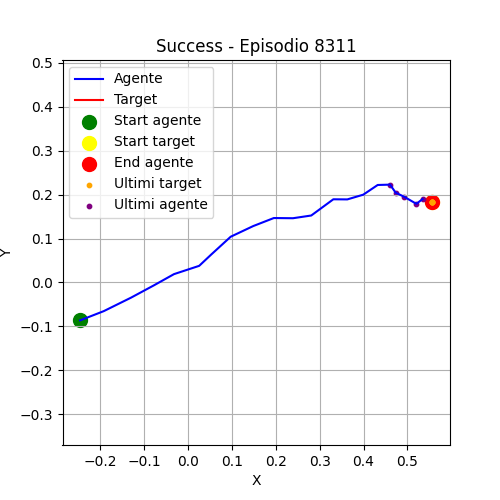 Success - Episodio 8311
Agente
Target
Start agente
Start target
End agente
Ultimi target
Ultimi agente
0.5
0.4
0.3
0.2
0.1
0.0
−0.1
−0.2
−0.3
Y
−0.2
−0.1
0.0
0.1
0.2
0.3
0.4
0.5
X